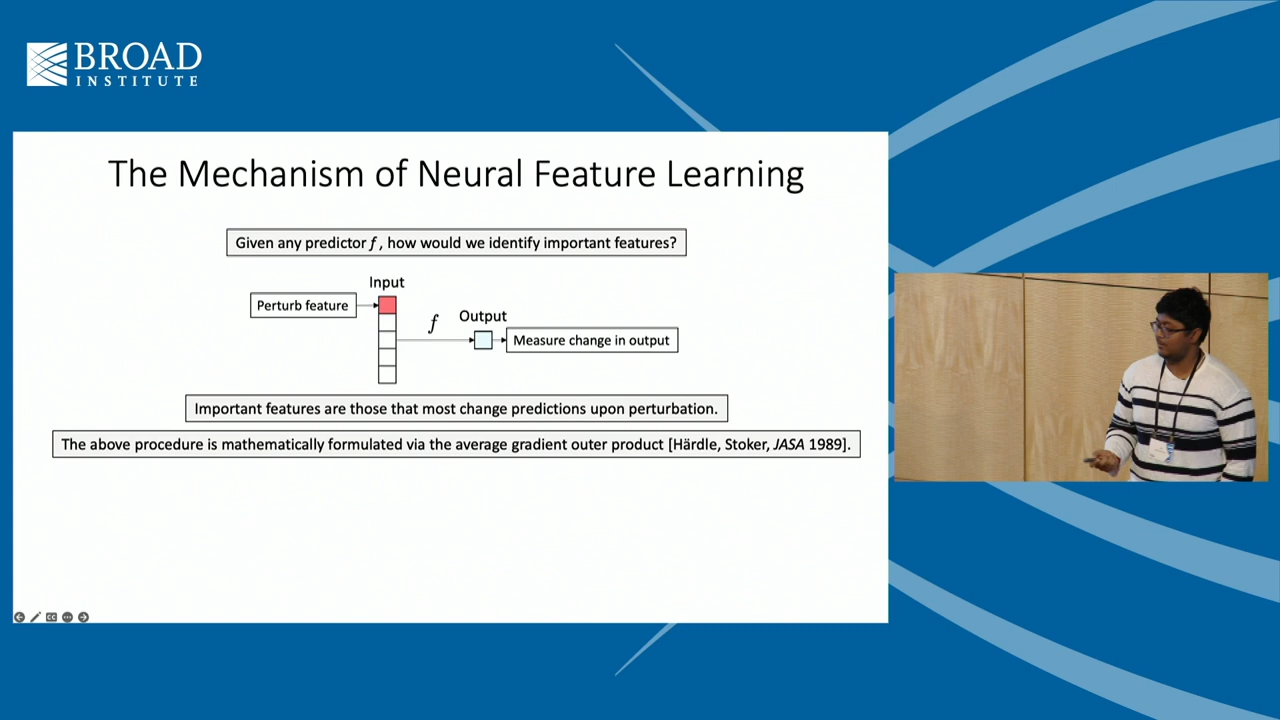 BROAD
INSTITUTE
The Mechanism of Neural Feature Learning
Given any predictor f, how would we identify important features?
Input
Perturb feature
f
Output
Measure change in output
Important features are those that most change predictions upon perturbation.
The above procedure is mathematically formulated via the average gradient outer product [Härdle, Stoker, JASA 1989].